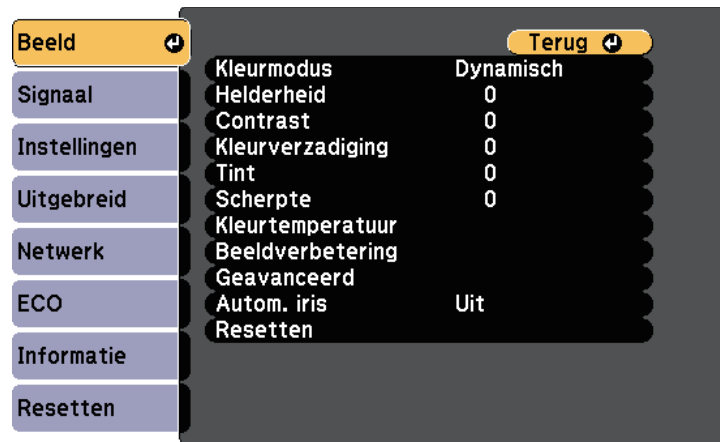 Beeld
Signaal
Instellingen
Uitgebreid
Netwerk
ECO
Informatie
Resetten
Terug
Kleurmodus Dynamisch
Helderheid 0
Contrast 0
Kleurverzadiging 0
Tint 0
Scherpte 0
Kleurtemperatuur
Beeldverbetering
Geavanceerd
Autom. iris Uit
Resetten